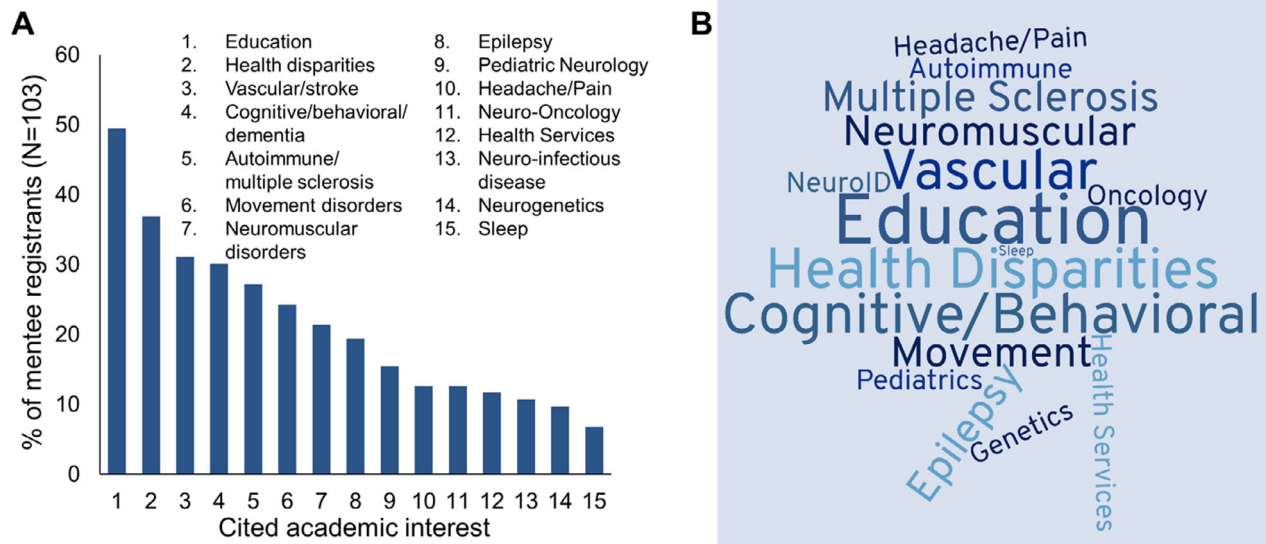 A
% of mentee registrants (N=103)
60
50
40
30
20
10
0
1. Education
2. Health disparities
3. Vascular/stroke
4. Cognitive/behavioral/
dementia
5. Autoimmune/
multiple sclerosis
6. Movement disorders
7. Neuromuscular
disorders
8. Epilepsy
9. Pediatric Neurology
10. Headache/Pain
11. Neuro-Oncology
12. Health Services
13. Neuro-infectious
disease
14. Neurogenetics
15. Sleep
1 2 3 4 5 6 7 8 9 10 11 12 13 14 15
Cited academic interest
B
Headache/Pain
Autoimmune
Multiple Sclerosis
Neuromuscular
Vascular
NeuroID
Oncology
Education
Sleep
Health Disparities
Cognitive/Behavioral
Movement
Pediatrics
Epilepsy
Genetics
Health Services